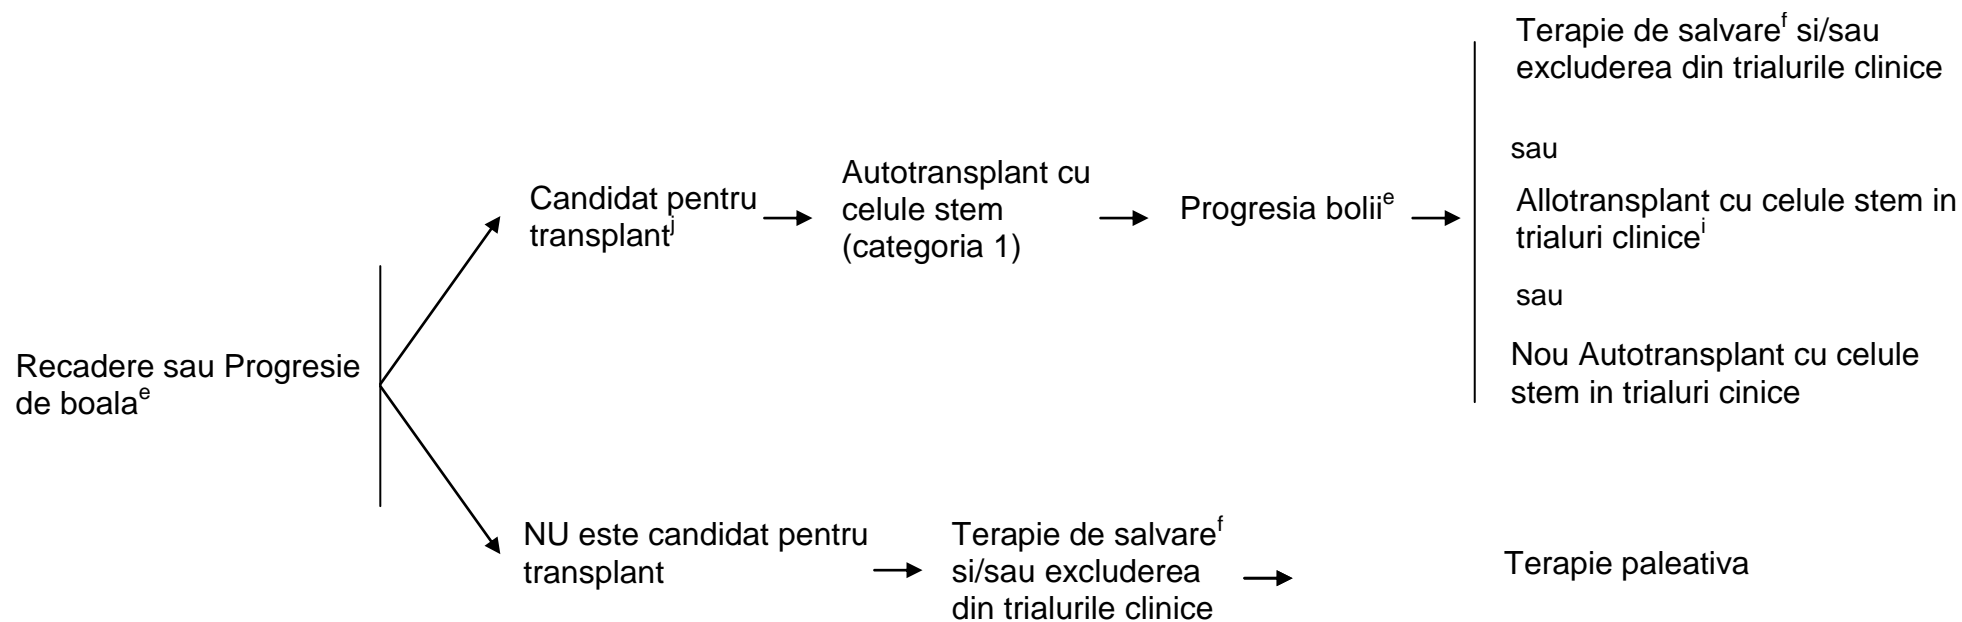 Recadere sau Progresie
de boalaᵉ
Candidat pentru
transplantʲ
Autotransplant cu
celule stem
(categoria 1)
Progresia boliiᵉ
Terapie de salvareᶠ si/sau
excluderea din trialurile clinice
sau
Allotransplant cu celule stem in
trialuri cliniceⁱ
sau
Nou Autotransplant cu celule
stem in trialuri cinice
NU este candidat pentru
transplant
Terapie de salvareᶠ
si/sau excluderea
din trialurile clinice
Terapie paleativa